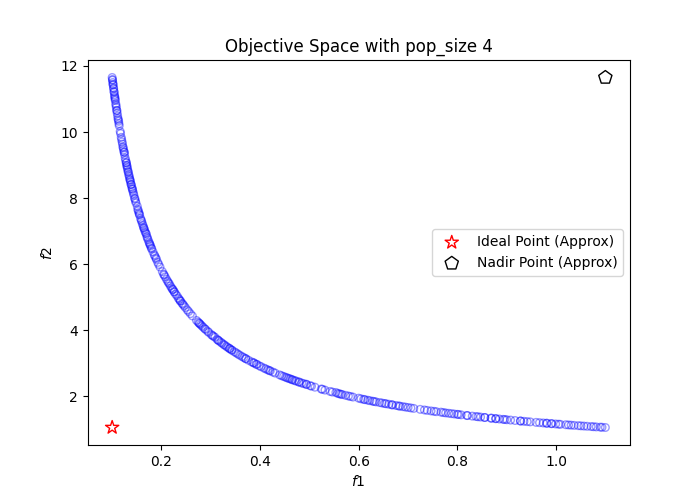 Objective Space with pop_size 4
12
10
8
6
4
2
f2
Ideal Point (Approx)
Nadir Point (Approx)
0.2 0.4 0.6 0.8 1.0
f1